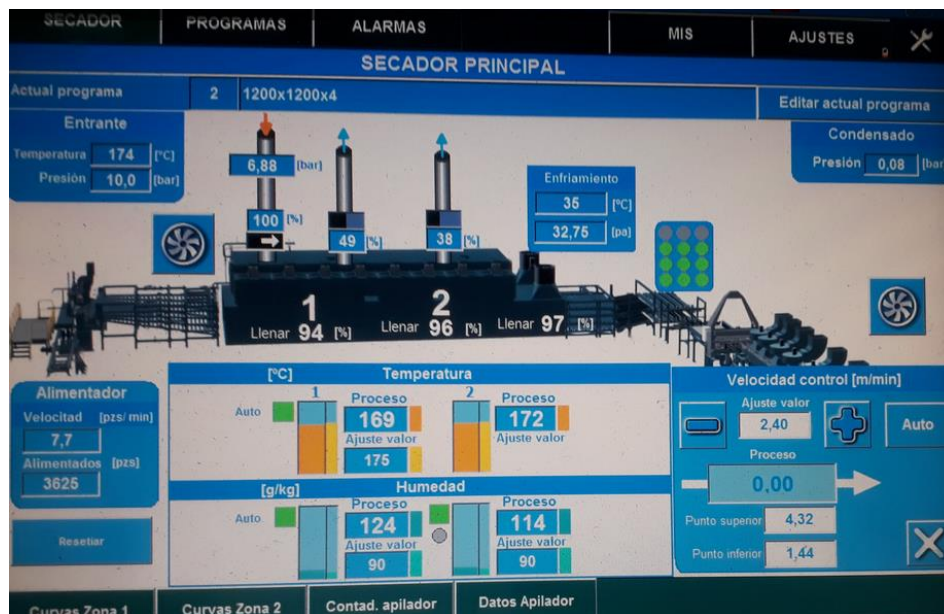 SECADOR PROGRAMAS ALARMAS MIS AJUSTES
SECADOR PRINCIPAL
Actual programa 2 1200x1200x4 Editar actual programa
Entrante
Temperatura 174 [ºC]
Presión 10,0 [bar]
6,88 [bar]
100 [%]
49 [%]
38 [%]
Enfriamiento
35 [ºC]
32,75 [pa]
Condensado
Presión 0,08 [bar
1
Llenar 94 [%]
2
Llenar 96 [%]
Llenar 97 [%]
Alimentador
Velocitad [pzs/ min]
7,7
Alimentados [pzs]
3625
Resetiar
[ºC] Temperatura
1 2
Auto
Proceso
169
Ajuste valor
175
Proceso
172
Ajuste valor
[g/kg] Humedad
Auto
Proceso
124
Ajuste valor
90
Proceso
114
Ajuste valor
90
Velocidad control [m/min]
Ajuste valor
2,40
Auto
Proceso
0,00
Punto superior 4,32
Punto inferior 1,44
Curvas Zona 1 Curvas Zona 2 Contad. apilador Datos Apilador